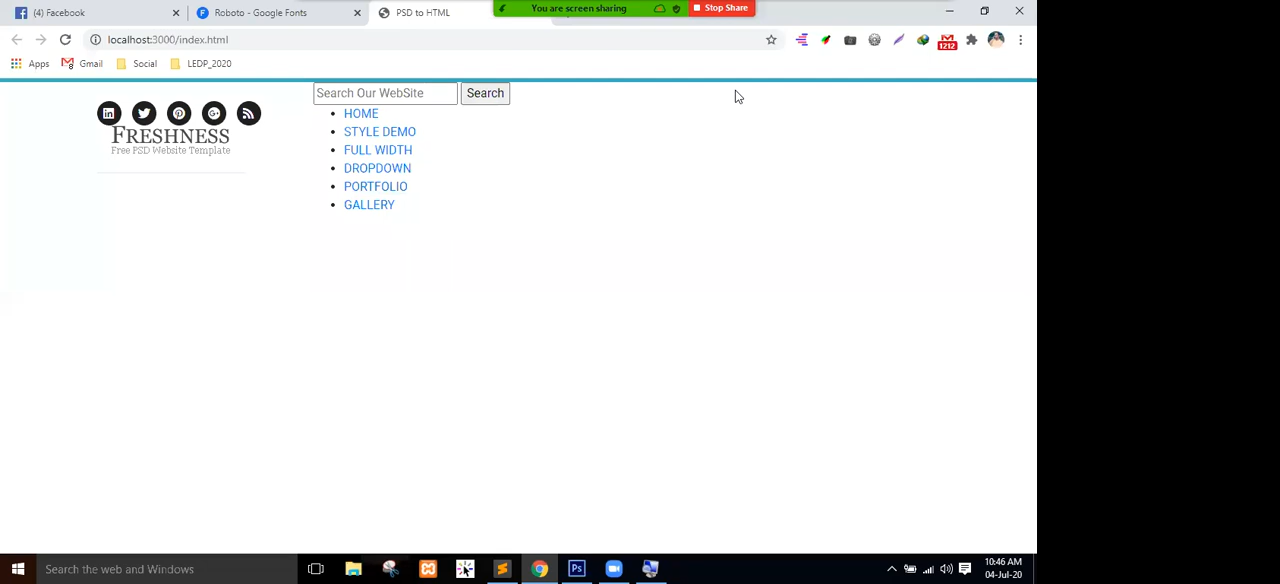 (4) Facebook
Roboto - Google Fonts
PSD to HTML
You are screen sharing
Stop Share
localhost:3000/index.html
1212
Apps
Gmail
Social
LEDP_2020
Search Our WebSite
Search
HOME
STYLE DEMO
FULL WIDTH
DROPDOWN
PORTFOLIO
GALLERY
FRESHNESS
Free PSD Website Template
Search the web and Windows
10:46 AM
04-Jul-20